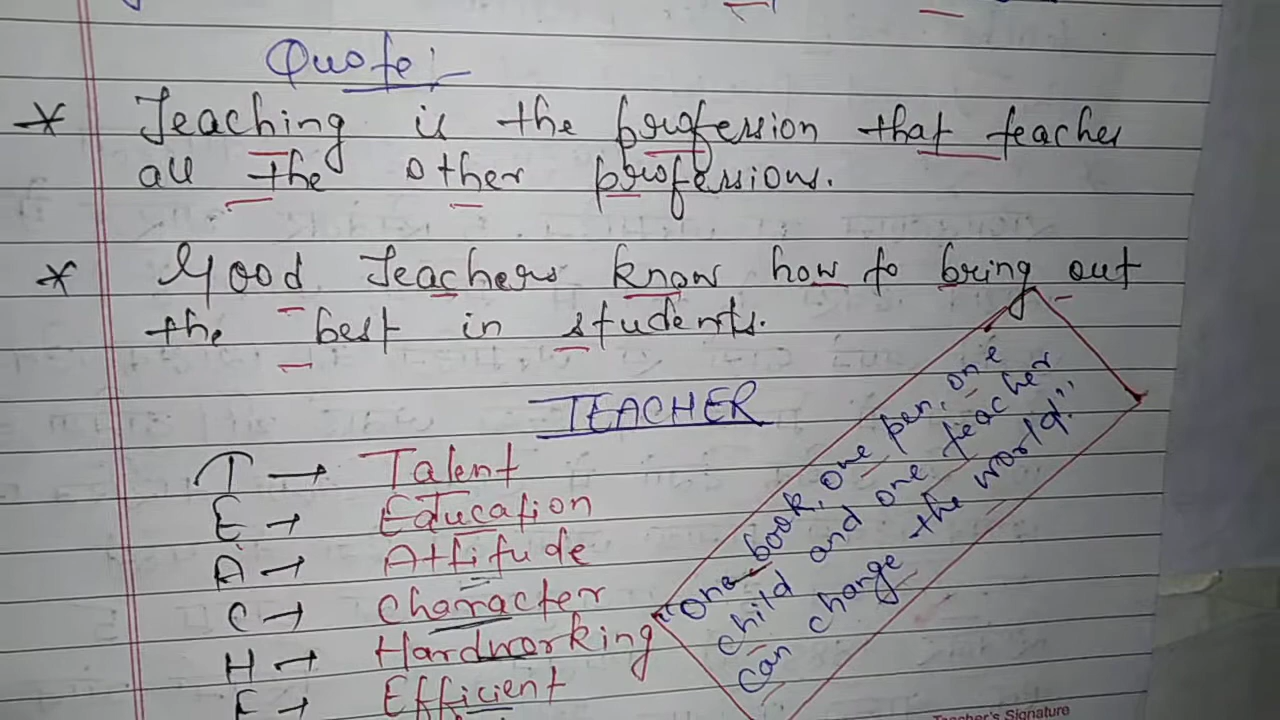 Quote:-
* Teaching is the profession that teaches
all the other professions.
* Good Teachers know how to bring out
the best in students.
TEACHER
T → Talent
E → Education
A → Attitude
C → Character
H → Hardworking
E → Efficient
"One book, one pen, one
child and one teacher
can change the world!"
Teacher's Signature